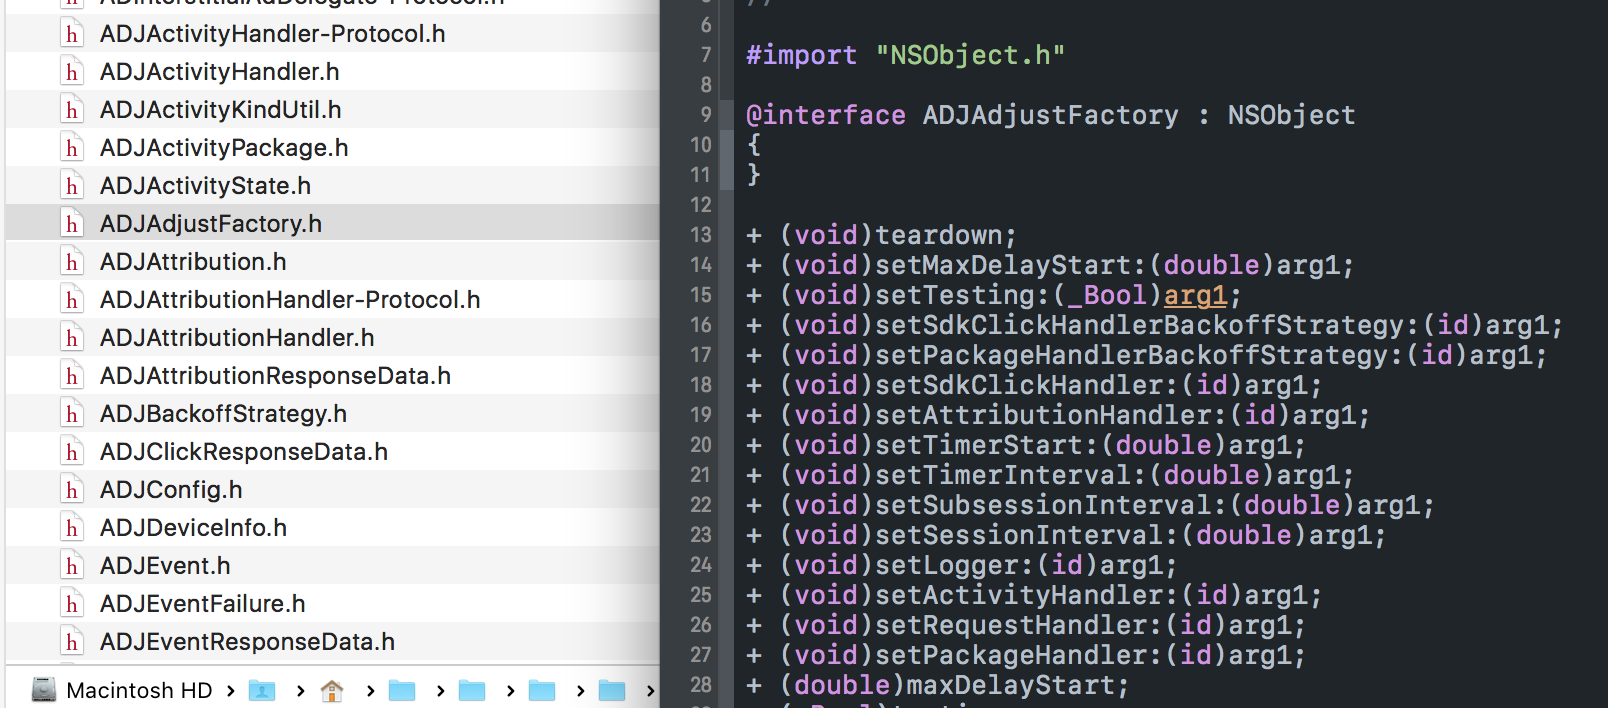 ADJInterstitialAdDelegate-Protocol.h
ADJActivityHandler-Protocol.h
ADJActivityHandler.h
ADJActivityKindUtil.h
ADJActivityPackage.h
ADJActivityState.h
ADJAdjustFactory.h
ADJAttribution.h
ADJAttributionHandler-Protocol.h
ADJAttributionHandler.h
ADJAttributionResponseData.h
ADJBackoffStrategy.h
ADJClickResponseData.h
ADJConfig.h
ADJDeviceInfo.h
ADJEvent.h
ADJEventFailure.h
ADJEventResponseData.h
Macintosh HD
6
7 #import "NSObject.h"
8
9 @interface ADJAdjustFactory : NSObject
10 {
11 }
12
13 + (void)teardown;
14 + (void)setMaxDelayStart:(double)arg1;
15 + (void)setTesting:(_Bool)arg1;
16 + (void)setSdkClickHandlerBackoffStrategy:(id)arg1;
17 + (void)setPackageHandlerBackoffStrategy:(id)arg1;
18 + (void)setSdkClickHandler:(id)arg1;
19 + (void)setAttributionHandler:(id)arg1;
20 + (void)setTimerStart:(double)arg1;
21 + (void)setTimerInterval:(double)arg1;
22 + (void)setSubsessionInterval:(double)arg1;
23 + (void)setSessionInterval:(double)arg1;
24 + (void)setLogger:(id)arg1;
25 + (void)setActivityHandler:(id)arg1;
26 + (void)setRequestHandler:(id)arg1;
27 + (void)setPackageHandler:(id)arg1;
28 + (double)maxDelayStart;